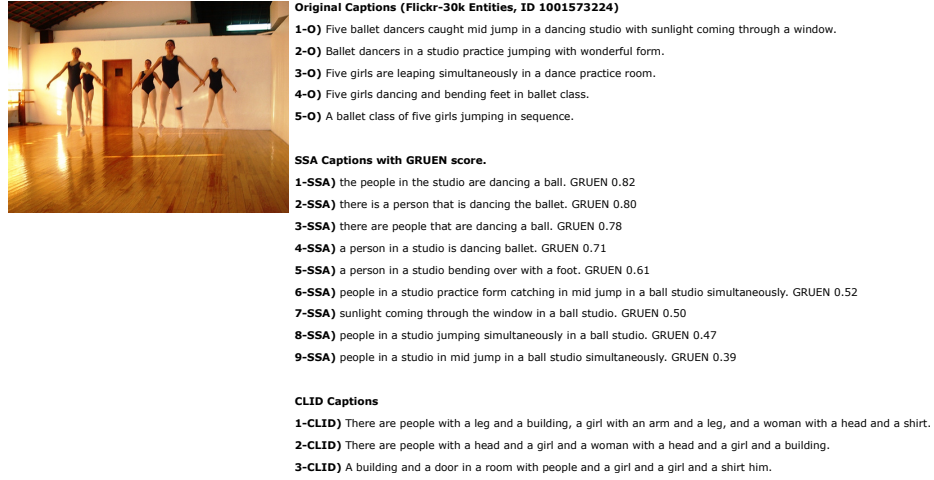 Original Captions (Flickr-30k Entities, ID 1001573224)
1-O) Five ballet dancers caught mid jump in a dancing studio with sunlight coming through a window.
2-O) Ballet dancers in a studio practice jumping with wonderful form.
3-O) Five girls are leaping simultaneously in a dance practice room.
4-O) Five girls dancing and bending feet in ballet class.
5-O) A ballet class of five girls jumping in sequence.
SSA Captions with GRUEN score.
1-SSA) the people in the studio are dancing a ball. GRUEN 0.82
2-SSA) there is a person that is dancing the ballet. GRUEN 0.80
3-SSA) there are people that are dancing a ball. GRUEN 0.78
4-SSA) a person in a studio is dancing ballet. GRUEN 0.71
5-SSA) a person in a studio bending over with a foot. GRUEN 0.61
6-SSA) people in a studio practice form catching in mid jump in a ball studio simultaneously. GRUEN 0.52
7-SSA) sunlight coming through the window in a ball studio. GRUEN 0.50
8-SSA) people in a studio jumping simultaneously in a ball studio. GRUEN 0.47
9-SSA) people in a studio in mid jump in a ball studio simultaneously. GRUEN 0.39
CLID Captions
1-CLID) There are people with a leg and a building, a girl with an arm and a leg, and a woman with a head and a shirt.
2-CLID) There are people with a head and a girl and a woman with a head and a girl and a building.
3-CLID) A building and a door in a room with people and a girl and a girl and a shirt him.